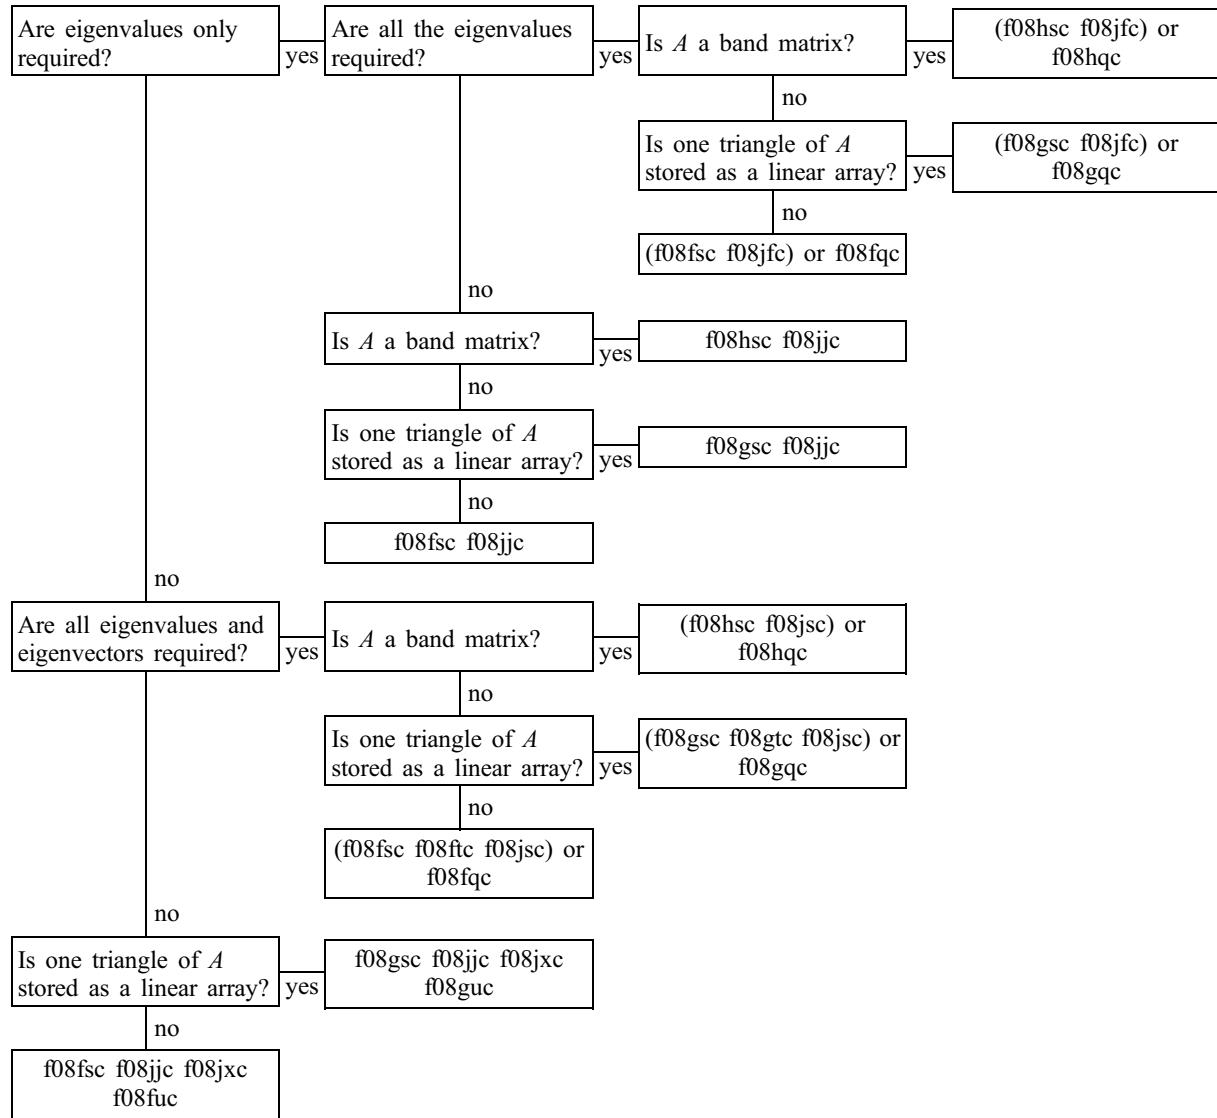 Are eigenvalues only
required?
yes
Are all the eigenvalues
required?
yes
Is A a band matrix?
yes
(f08hsc f08jfc) or
f08hqc
no
Is one triangle of A
stored as a linear array?
yes
(f08gsc f08jfc) or
f08gqc
no
(f08fsc f08jfc) or f08fqc
no
Is A a band matrix?
yes
f08hsc f08jjc
no
Is one triangle of A
stored as a linear array?
yes
f08gsc f08jjc
no
f08fsc f08jjc
no
Are all eigenvalues and
eigenvectors required?
yes
Is A a band matrix?
yes
(f08hsc f08jsc) or
f08hqc
no
Is one triangle of A
stored as a linear array?
yes
(f08gsc f08gtc f08jsc) or
f08gqc
no
(f08fsc f08ftc f08jsc) or
f08fqc
no
Is one triangle of A
stored as a linear array?
yes
f08gsc f08jjc f08jxc
f08guc
no
f08fsc f08jjc f08jxc
f08fuc